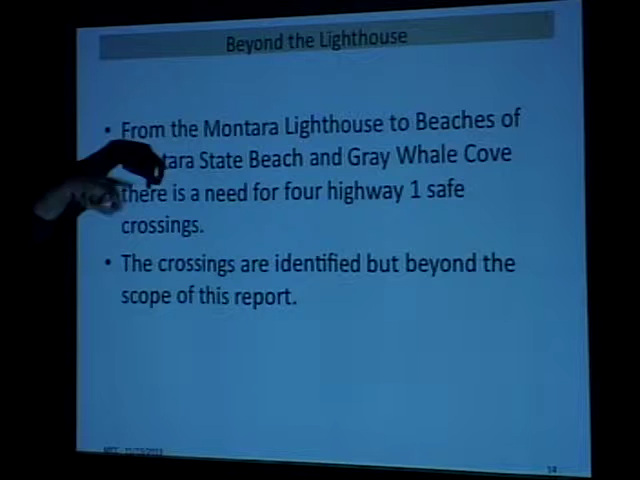 Beyond the Lighthouse
• From the Montara Lighthouse to Beaches of
tara State Beach and Gray Whale Cove
there is a need for four highway 1 safe
crossings.
• The crossings are identified but beyond the
scope of this report.
14